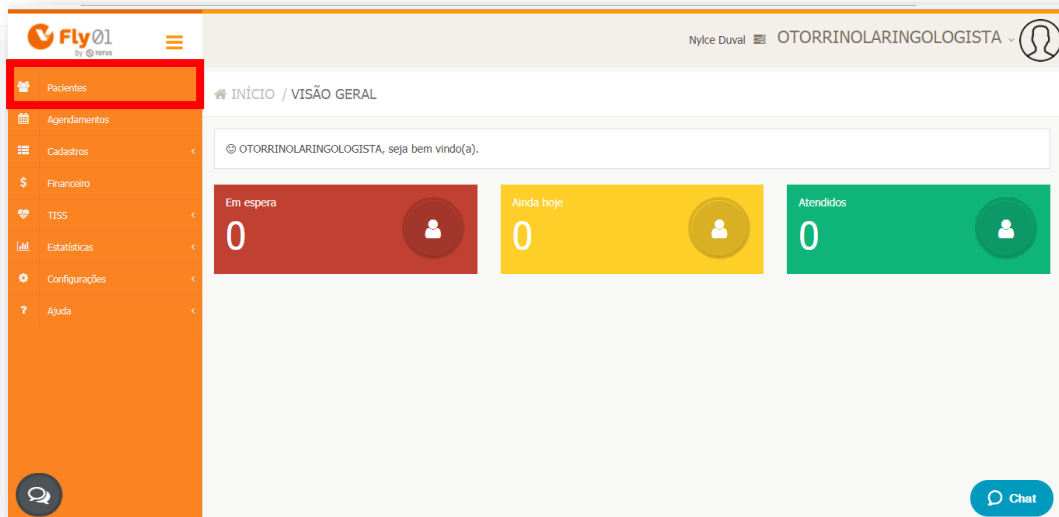 Fly01
by TOTVS
Nylce Duval OTORRINOLARINGOLOGISTA
Pacientes
Agendamentos
Cadastros
Financeiro
TISS
Estatísticas
Configurações
Ajuda
INÍCIO / VISÃO GERAL
OTORRINOLARINGOLOGISTA, seja bem vindo(a).
Em espera
0
Ainda hoje
0
Atendidos
0
Chat